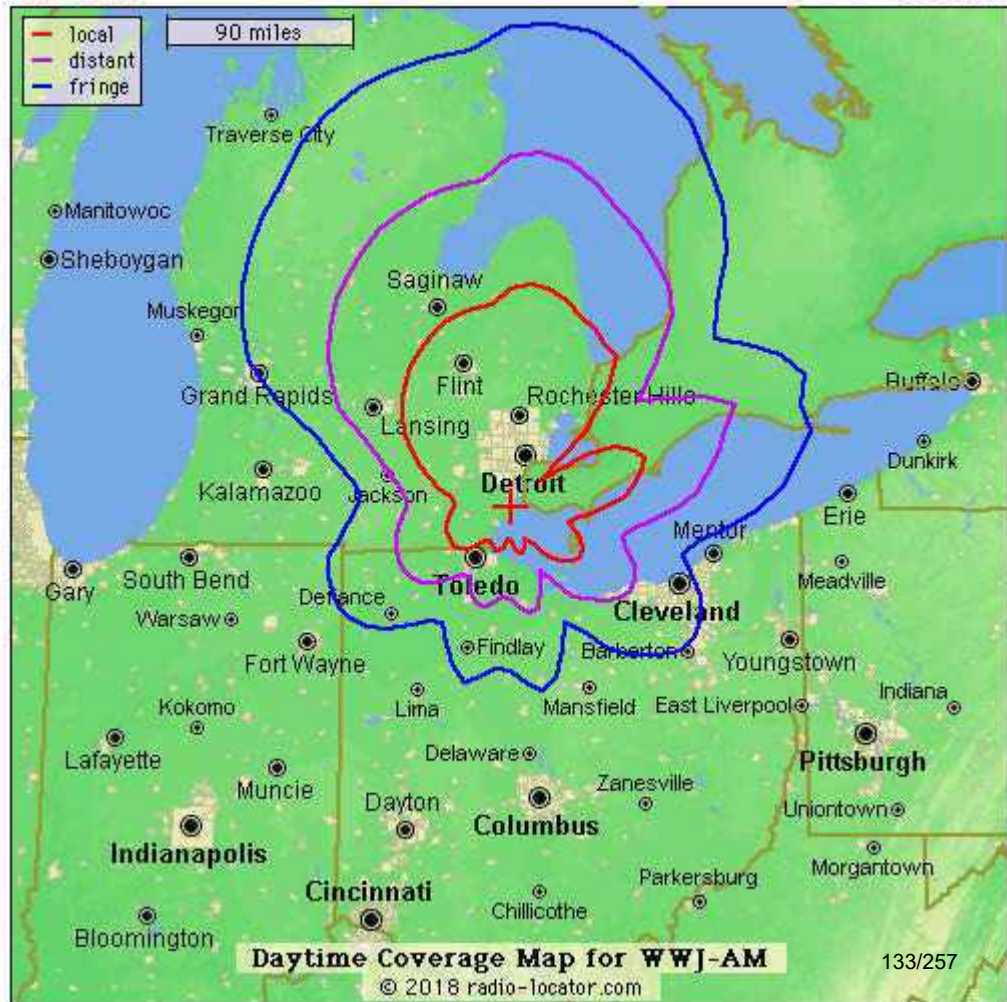 local
distant
fringe
90 miles
Traverse City
Manitowoc
Sheboygan
Saginaw
Muskegon
Flint
Grand Rapids
Rochester Hills
Lansing
Buffalo
Detroit
Dunkirk
Kalamazoo
Jackson
Erie
Mentor
Gary
South Bend
Toledo
Meadville
Cleveland
Defiance
Warsaw
Fort Wayne
Findlay
Barberton
Youngstown
Kokomo
Lima
Mansfield
East Liverpool
Indiana
Lafayette
Delaware
Pittsburgh
Muncie
Dayton
Zanesville
Columbus
Uniontown
Indianapolis
Morgantown
Cincinnati
Parkersburg
Chillicothe
Bloomington
Daytime Coverage Map for WWJ-AM
133/257
© 2018 radio-locator.com